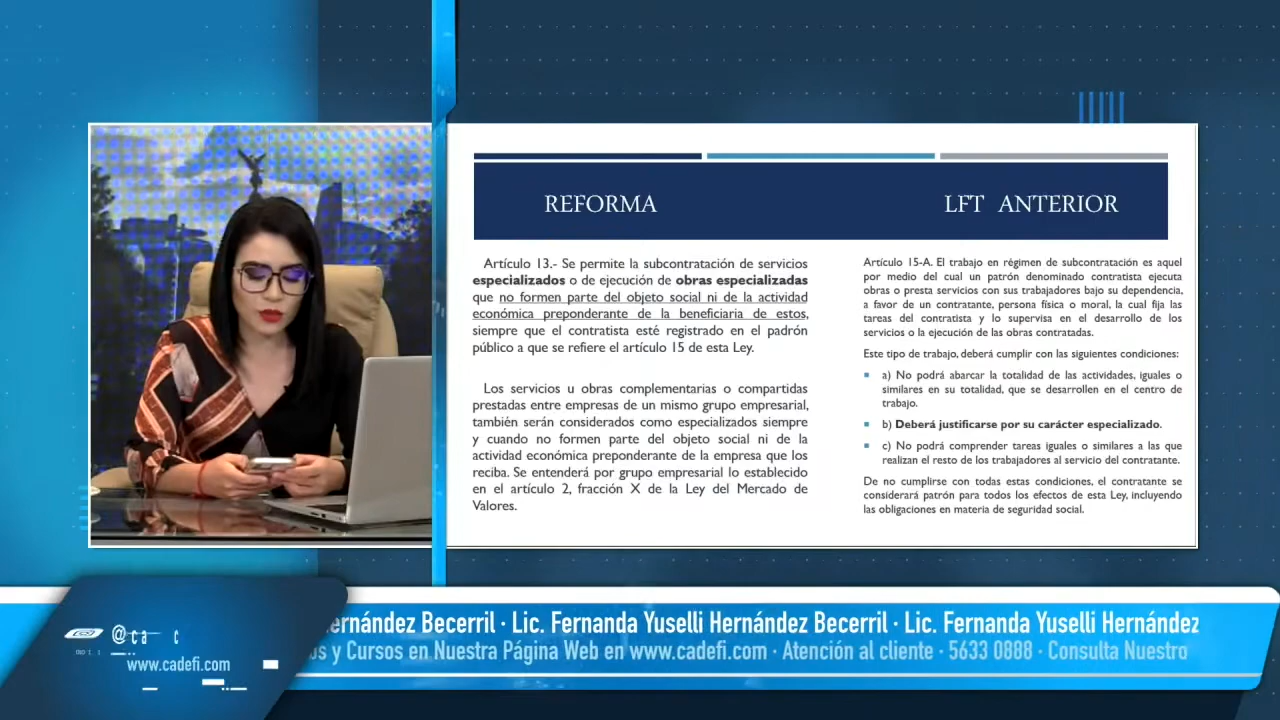 REFORMA
LFT ANTERIOR
Artículo 13.- Se permite la subcontratación de servicios
especializados o de ejecución de obras especializadas
que no formen parte del objeto social ni de la actividad
económica preponderante de la beneficiaria de estos,
siempre que el contratista esté registrado en el padrón
público a que se refiere el artículo 15 de esta Ley.
Los servicios u obras complementarias o compartidas
prestadas entre empresas de un mismo grupo empresarial,
también serán considerados como especializados siempre
y cuando no formen parte del objeto social ni de la
actividad económica preponderante de la empresa que los
reciba. Se entenderá por grupo empresarial lo establecido
en el artículo 2, fracción X de la Ley del Mercado de
Valores.
Artículo 15-A. El trabajo en régimen de subcontratación es aquel
por medio del cual un patrón denominado contratista ejecuta
obras o presta servicios con sus trabajadores bajo su dependencia,
a favor de un contratante, persona física o moral, la cual fija las
tareas del contratista y lo supervisa en el desarrollo de los
servicios o la ejecución de las obras contratadas.
Este tipo de trabajo, deberá cumplir con las siguientes condiciones:
a) No podrá abarcar la totalidad de las actividades, iguales o
similares en su totalidad, que se desarrollen en el centro de
trabajo.
b) Deberá justificarse por su carácter especializado.
c) No podrá comprender tareas iguales o similares a las que
realizan el resto de los trabajadores al servicio del contratante.
De no cumplirse con todas estas condiciones, el contratante se
considerará patrón para todos los efectos de esta Ley, incluyendo
las obligaciones en materia de seguridad social.
ernández Becerril · Lic. Fernanda Yuselli Hernández Becerril · Lic. Fernanda Yuselli Hernández
os y Cursos en Nuestra Página Web en www.cadefi.com · Atención al cliente · 5633 0888 · Consulta Nuestro
@ca c
www.cadefi.com